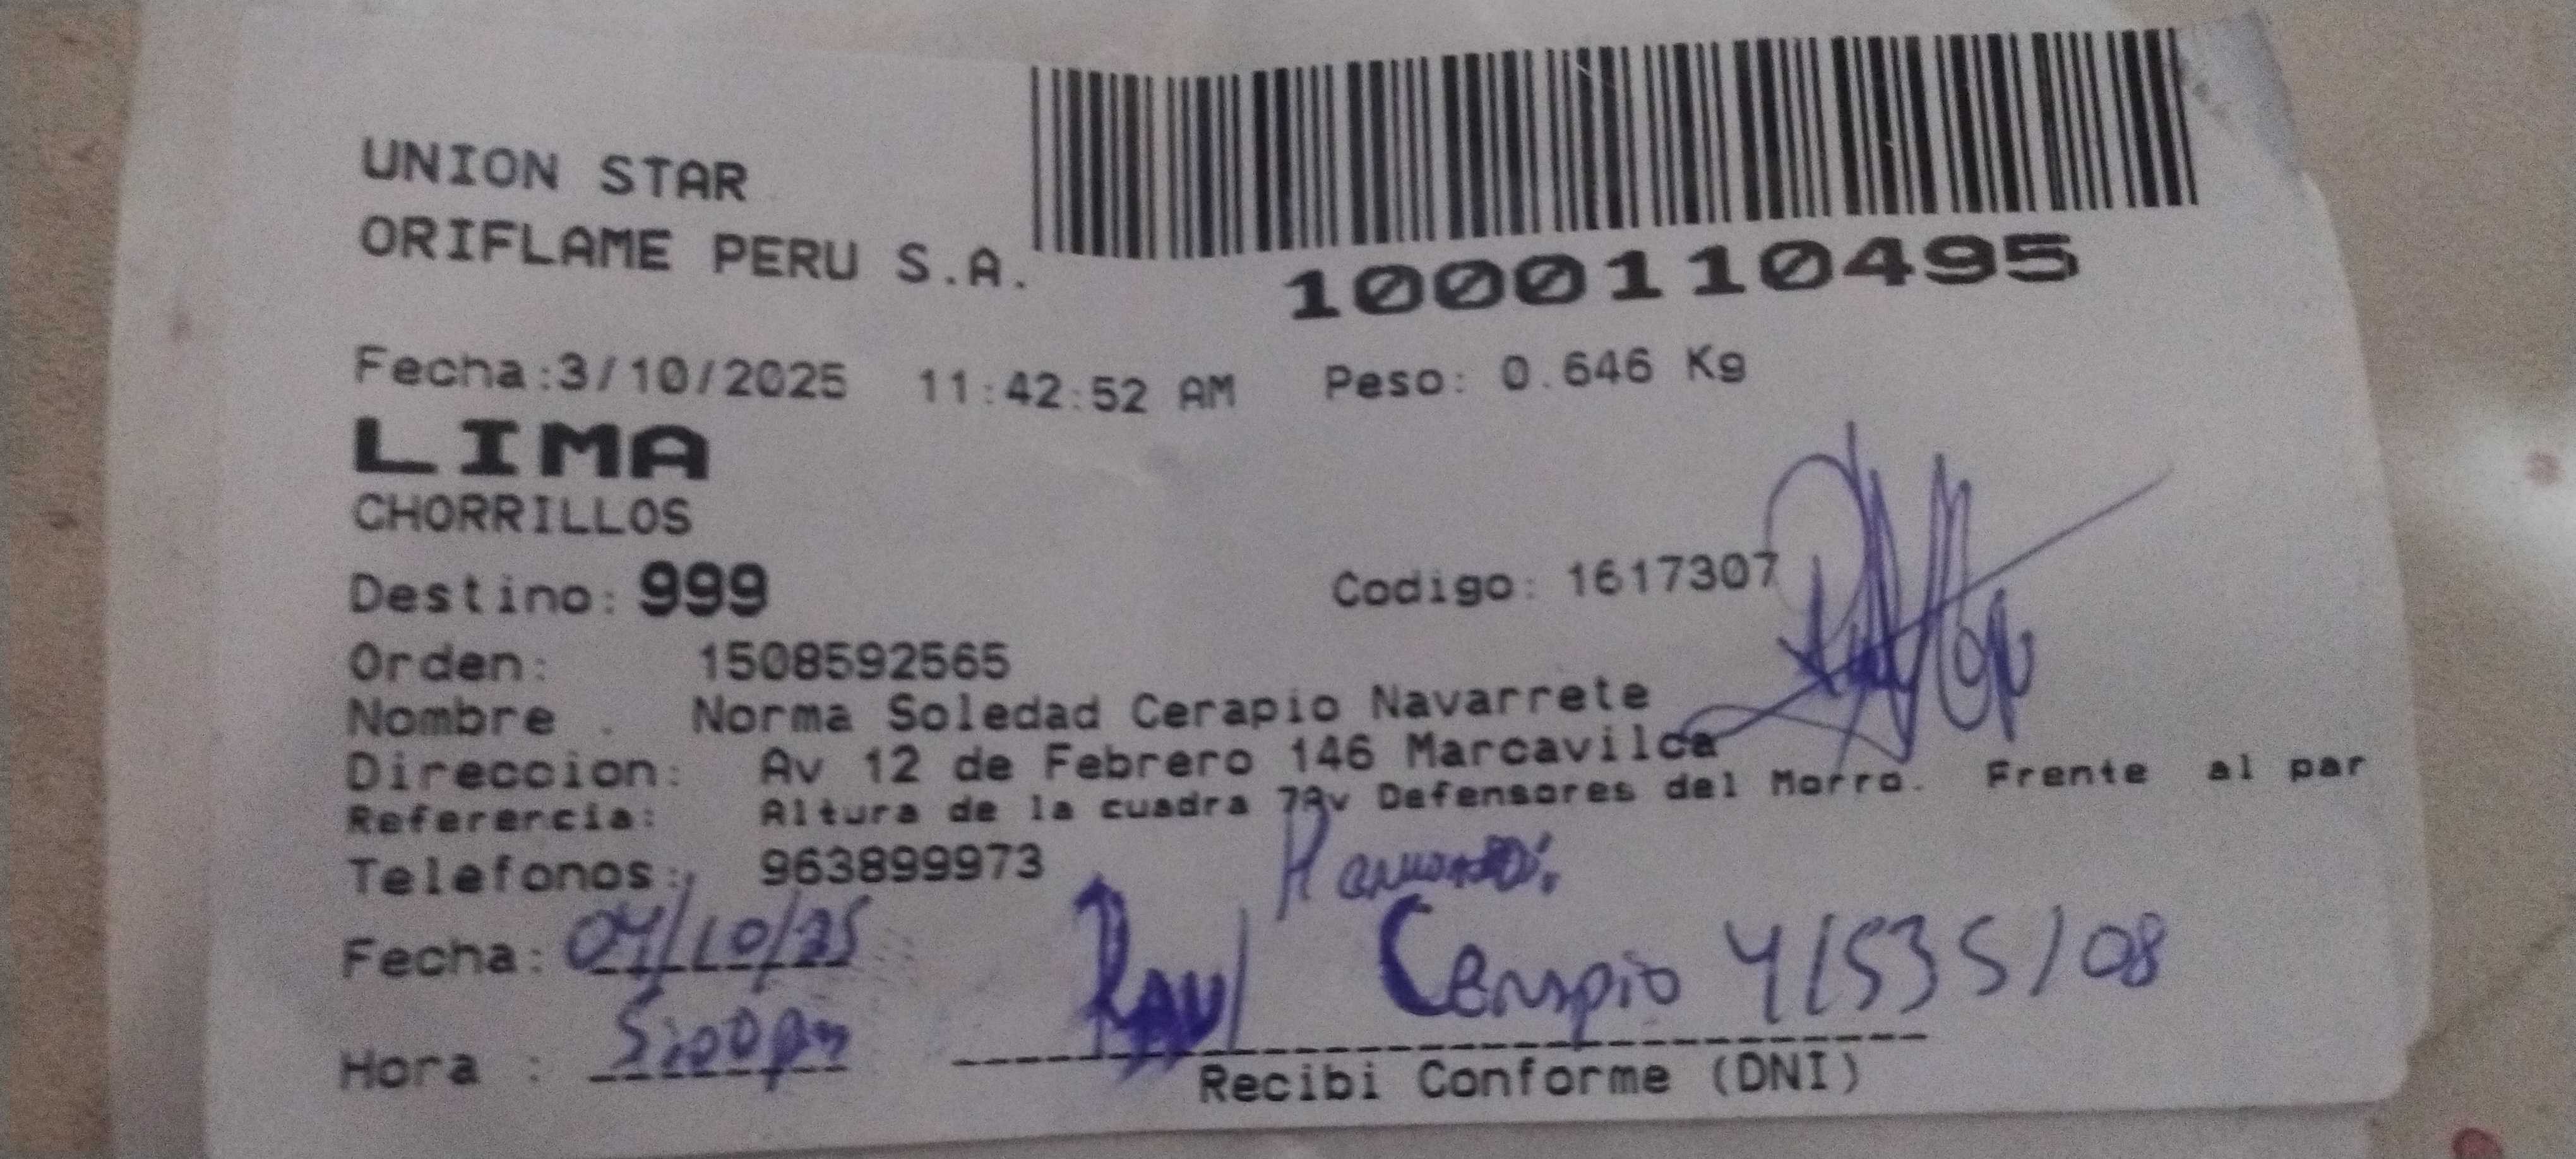 UNION STAR
ORIFLAME PERU S.A.
1000110495
Fecha:3/10/2025 11:42:52 AM Peso: 0.646 Kg
LIMA
CHORRILLOS
Destino: 999 Codigo: 1617307
Orden: 1508592565
Nombre . Norma Soledad Cerapio Navarrete
Direccion: Av 12 de Febrero 146 Marcavilca
Referencia: Altura de la cuadra 7Av Defensores del Morro. Frente al par
Telefonos: 963899973
Fecha: 04/10/25 Raul Cerapio 41535108
Hora : 5:00pm
Recibi Conforme (DNI)